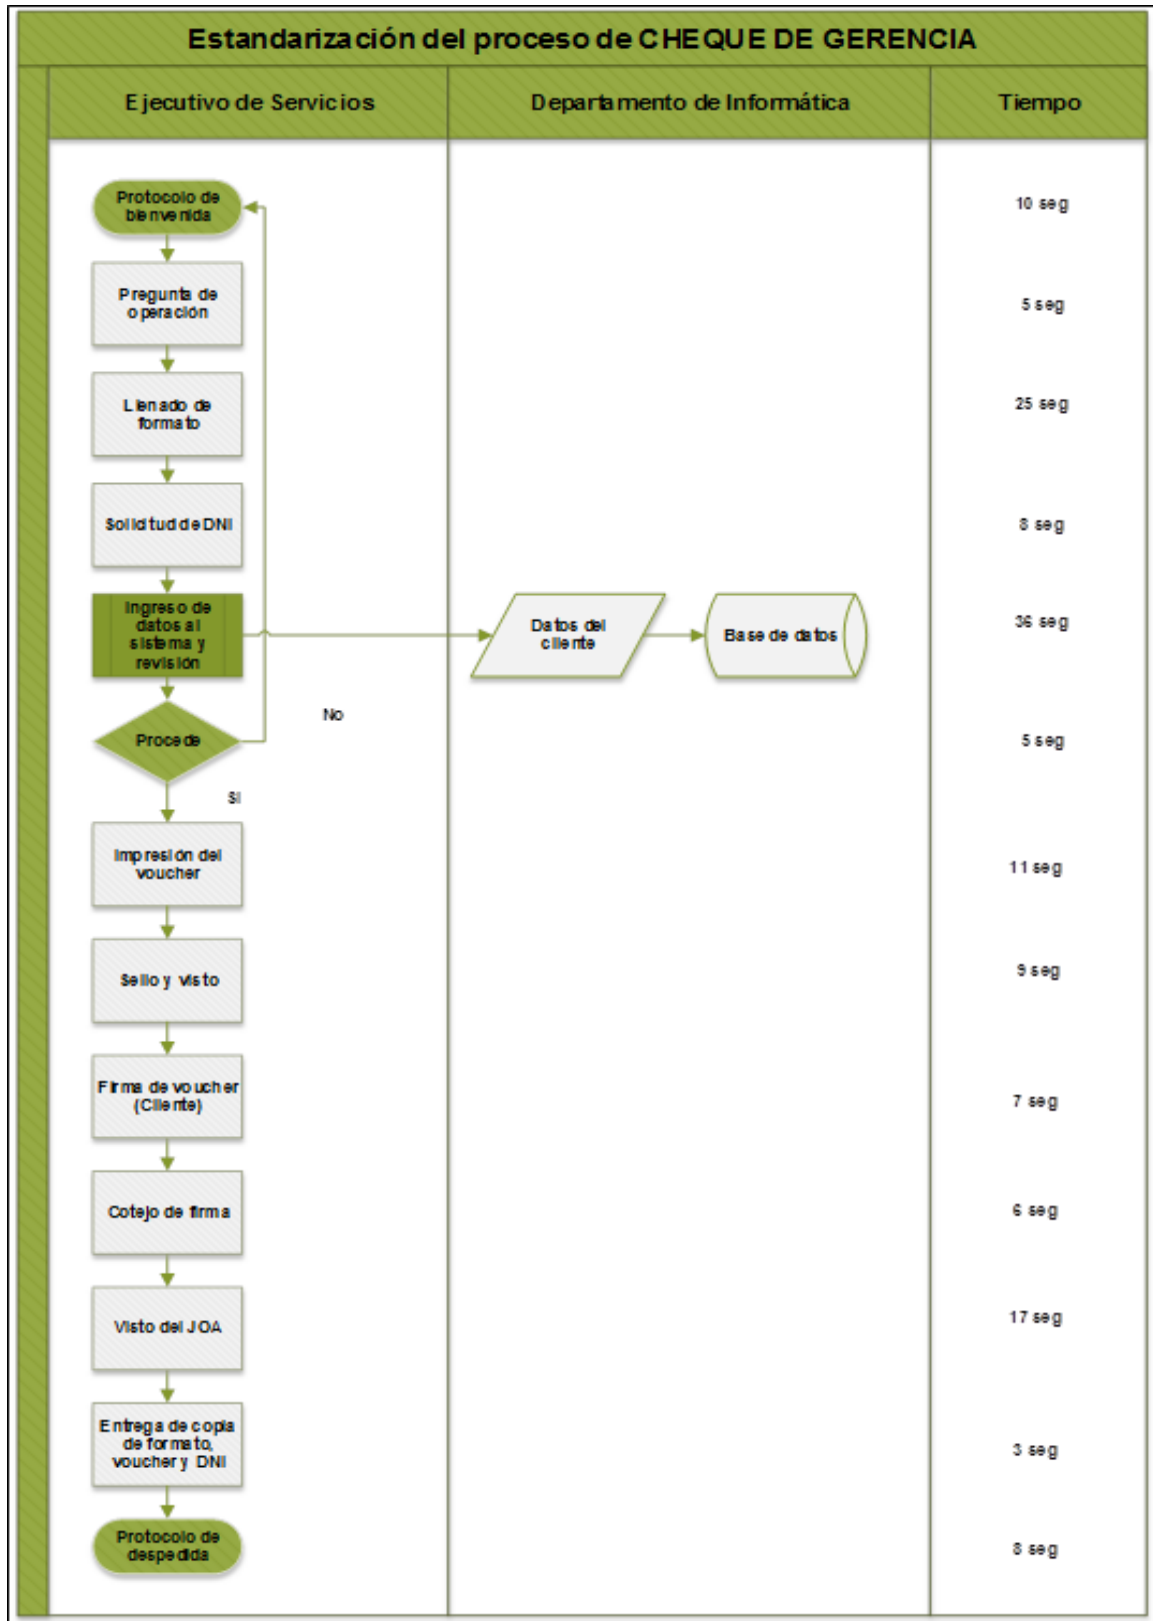 Estandarización del proceso de CHEQUE DE GERENCIA
Ejecutivo de Servicios
Departamento de Informática
Tiempo
Protocolo de
bienvenida
10 seg
Pregunta de
operación
5 seg
Llenado de
formato
25 seg
Solicitud de DNI
8 seg
Ingreso de
datos al
sistema y
revisión
Datos del
cliente
Base de datos
36 seg
No
Procede
5 seg
Si
Impresión del
voucher
11 seg
Sello y visto
9 seg
Firma de voucher
(Cliente)
7 seg
Cotejo de firma
6 seg
Visto del JOA
17 seg
Entrega de copia
de formato,
voucher y DNI
3 seg
Protocolo de
despedida
8 seg